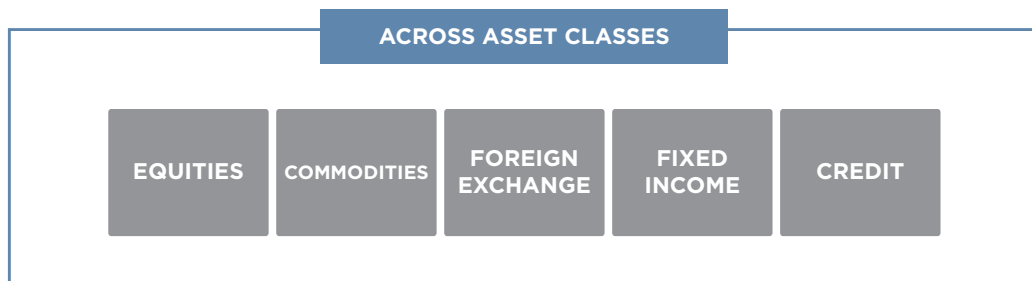 ACROSS ASSET CLASSES
EQUITIES
COMMODITIES
FOREIGN
EXCHANGE
FIXED
INCOME
CREDIT